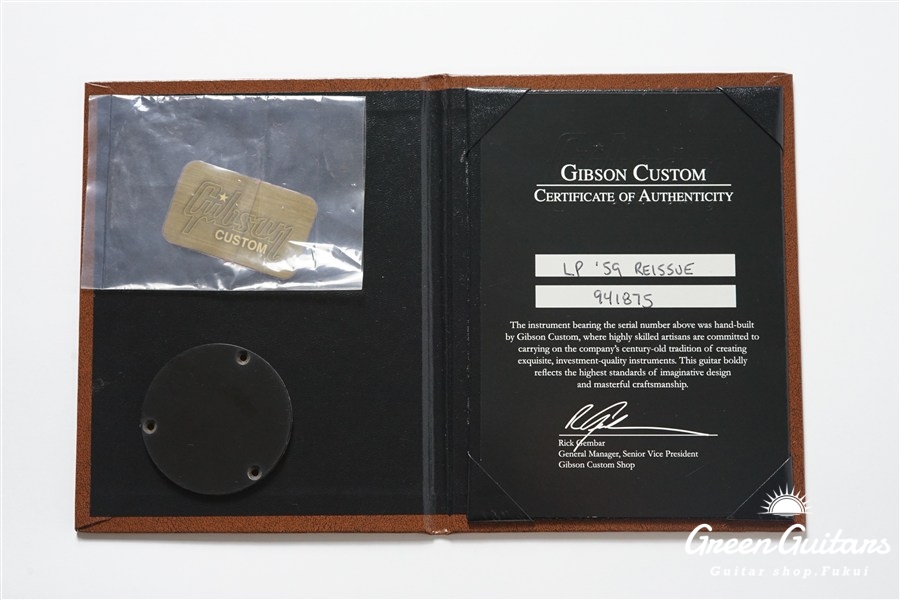 Gibson
CUSTOM
GIBSON CUSTOM
CERTIFICATE OF AUTHENTICITY
LP '59 REISSUE
941875
The instrument bearing the serial number above was hand-built
by Gibson Custom, where highly skilled artisans are committed to
carrying on the company's century-old tradition of creating
exquisite, investment-quality instruments. This guitar boldly
reflects the highest standards of imaginative design
and masterful craftsmanship.
Rick Gembar
General Manager, Senior Vice President
Gibson Custom Shop
Green Guitars
Guitar shop.Fukui